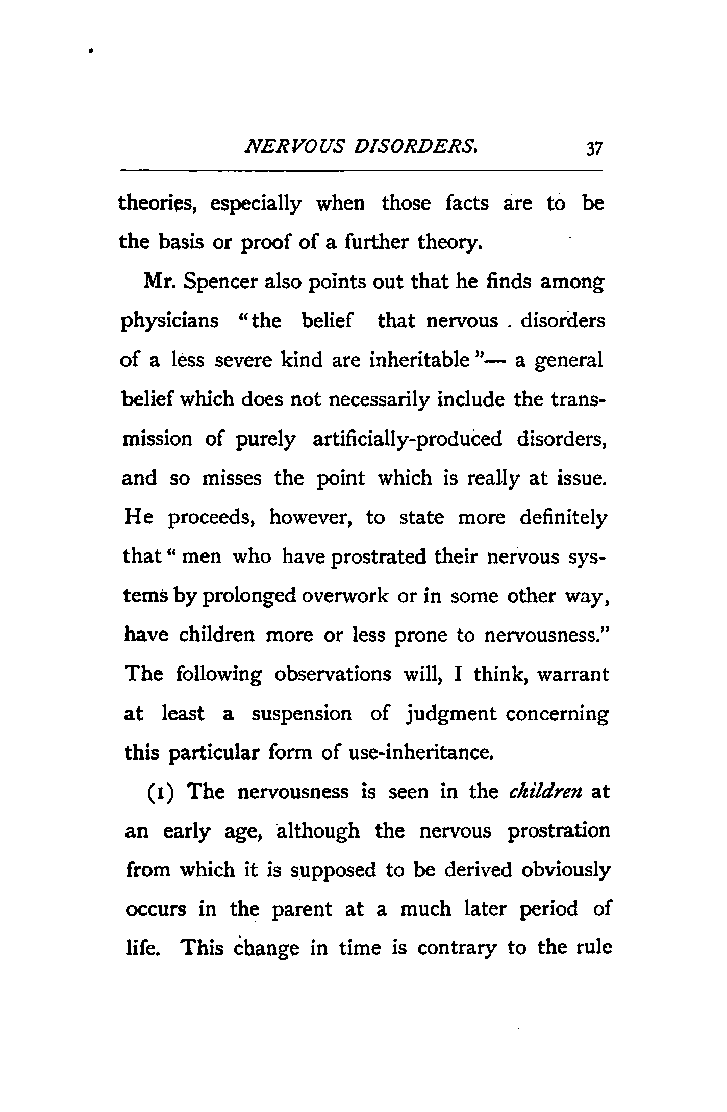 NERVOUS DISORDERS. 37
theories, especially when those facts are to be
the basis or proof of a further theory.
Mr. Spencer also points out that he finds among
physicians “the belief that nervous . disorders
of a less severe kind are inheritable”— a general
belief which does not necessarily include the trans-
mission of purely artificially-produced disorders,
and so misses the point which is really at issue.
He proceeds, however, to state more definitely
that “ men who have prostrated their nervous sys-
tems by prolonged overwork or in some other way,
have children more or less prone to nervousness.”
The following observations will, I think, warrant
at least a suspension of judgment concerning
this particular form of use-inheritance.
(1) The nervousness is seen in the children at
an early age, although the nervous prostration
from which it is supposed to be derived obviously
occurs in the parent at a much later period of
life. This change in time is contrary to the rule